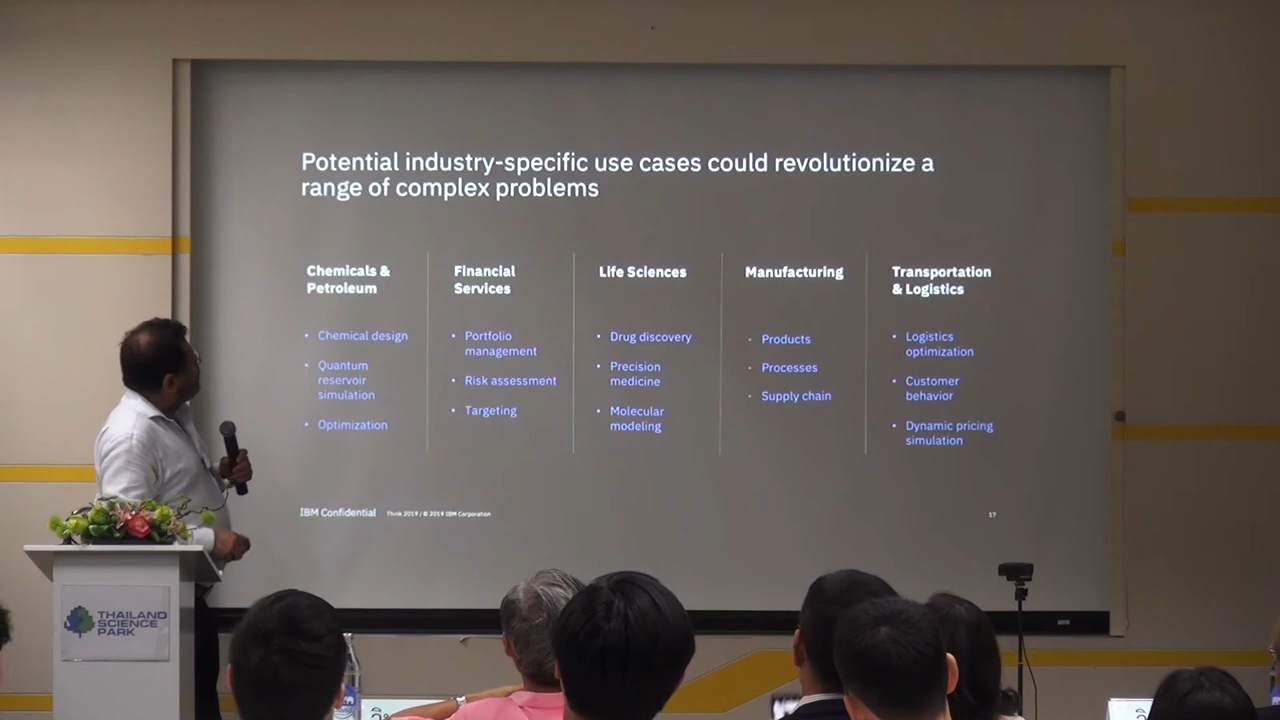 Potential industry-specific use cases could revolutionize a
range of complex problems
Chemicals &
Petroleum
• Chemical design
• Quantum
reservoir
simulation
• Optimization
Financial
Services
• Portfolio
management
• Risk assessment
• Targeting
Life Sciences
• Drug discovery
• Precision
medicine
• Molecular
modeling
Manufacturing
• Products
• Processes
• Supply chain
Transportation
& Logistics
• Logistics
optimization
• Customer
behavior
• Dynamic pricing
simulation
IBM Confidential Think 2019 / © 2019 IBM Corporation
17
THAILAND
SCIENCE
PARK